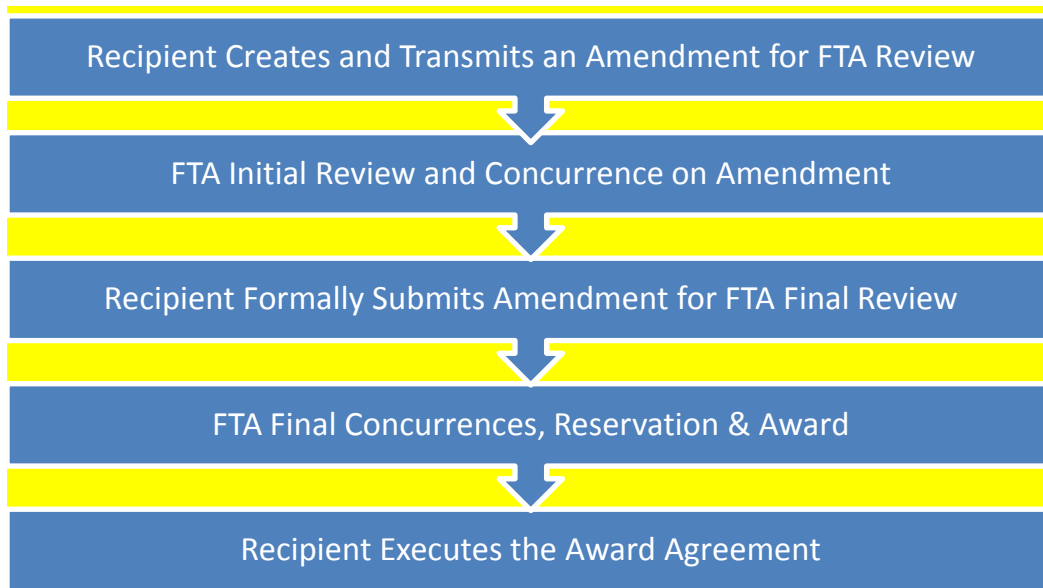 Recipient Creates and Transmits an Amendment for FTA Review
FTA Initial Review and Concurrence on Amendment
Recipient Formally Submits Amendment for FTA Final Review
FTA Final Concurrences, Reservation & Award
Recipient Executes the Award Agreement